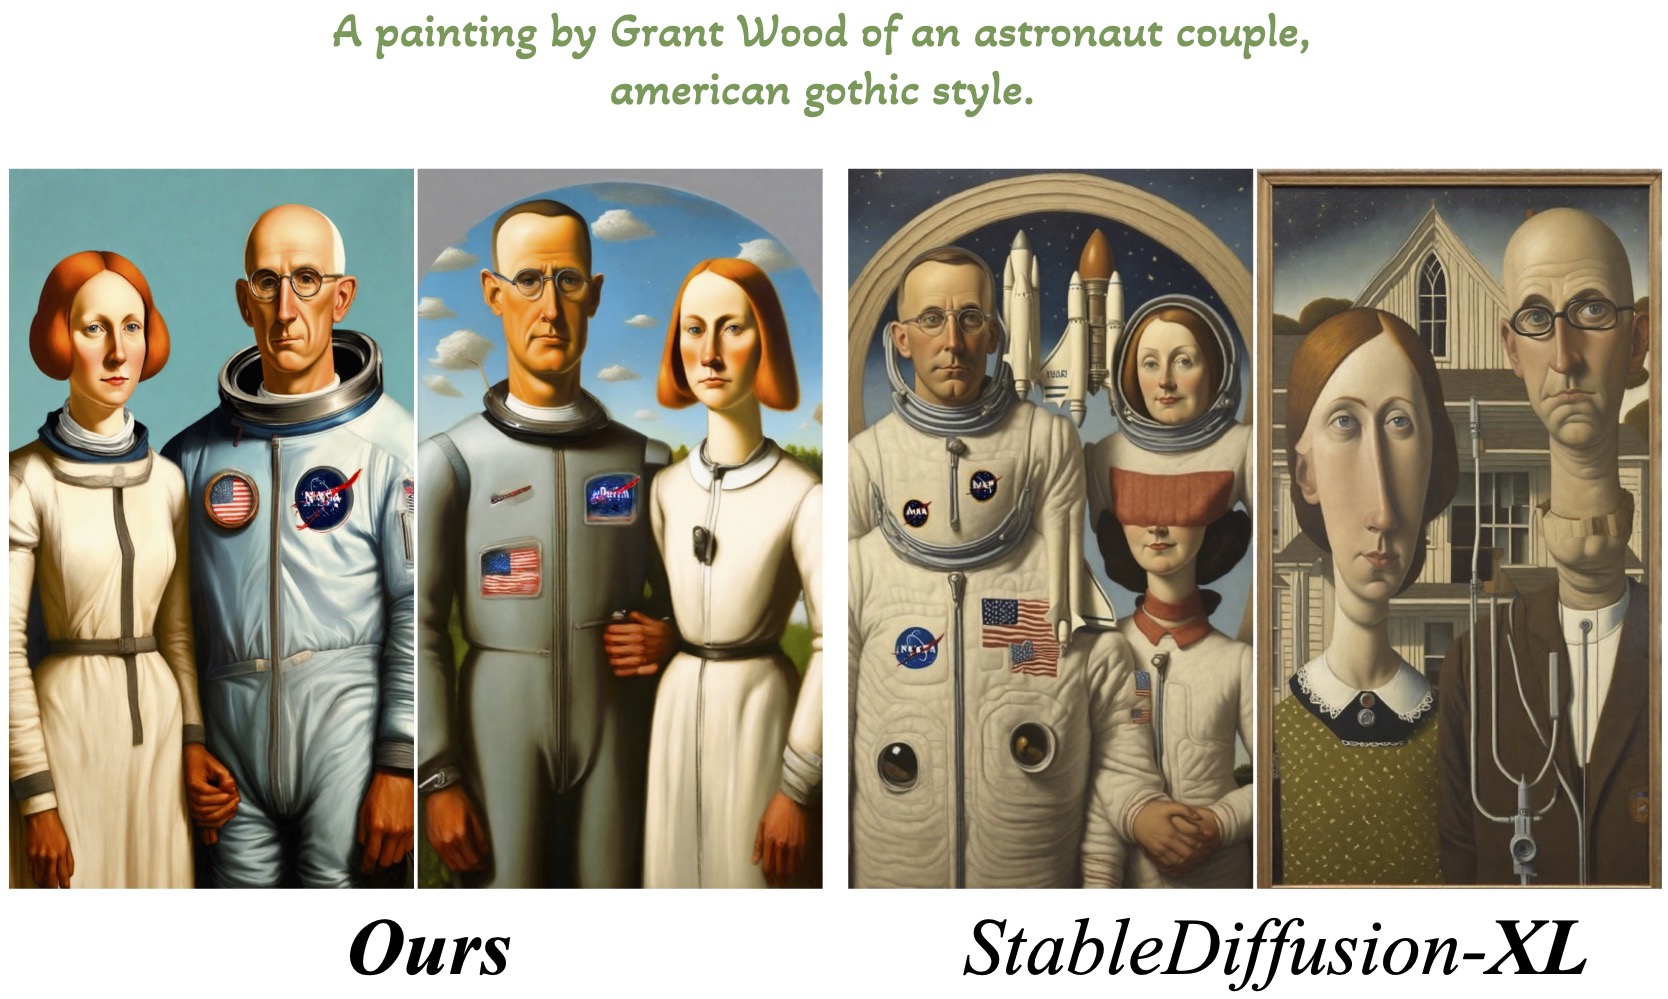 A painting by Grant Wood of an astronaut couple,
american gothic style.
Ours
StableDiffusion-XL